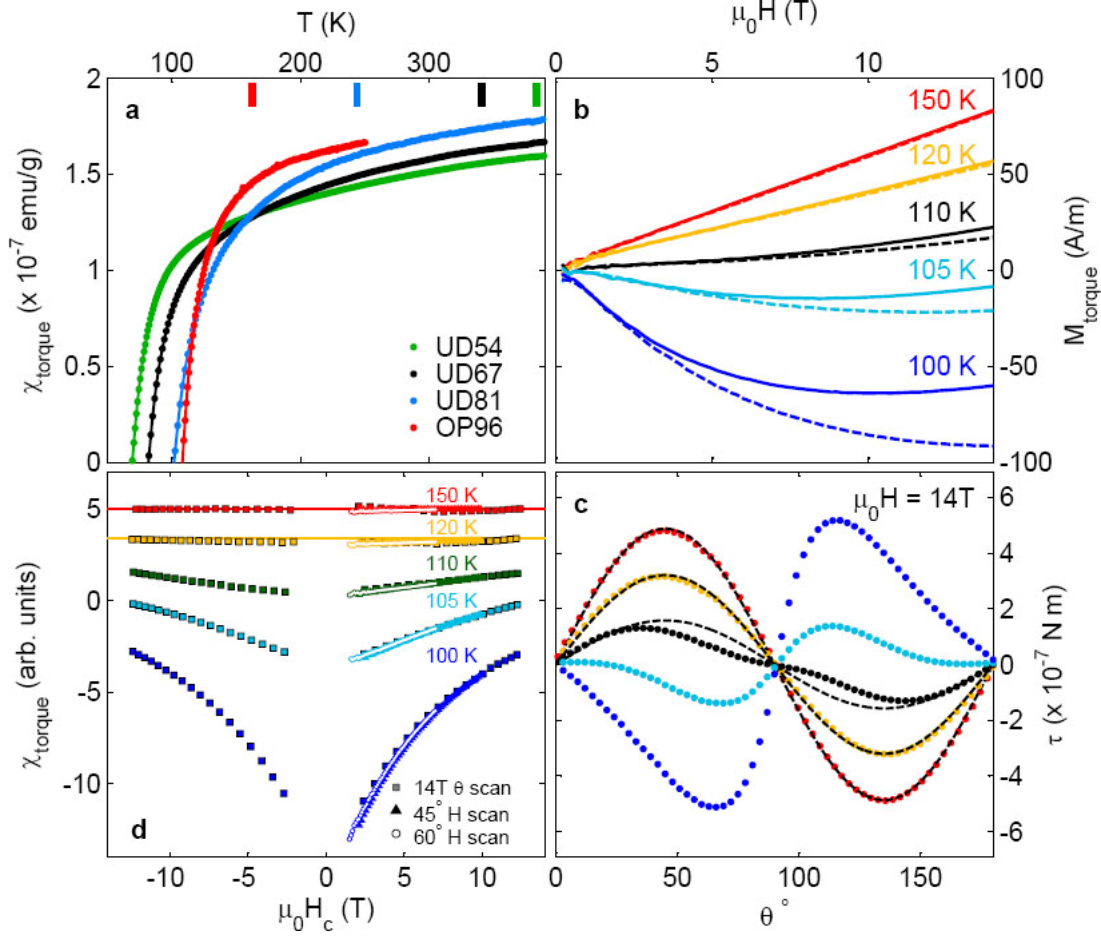 T (K)
100 200 300
μ₀H (T)
0 5 10
a
2
1.5
1
0.5
0
χtorque (x 10⁻⁷ emu/g)
UD54
UD67
UD81
OP96
b
150 K
120 K
110 K
105 K
100 K
100
50
0
-50
-100
Mtorque (A/m)
d
5
0
-5
-10
χtorque (arb. units)
150 K
120 K
110 K
105 K
100 K
14T θ scan
45° H scan
60° H scan
-10 -5 0 5 10
μ₀Hc (T)
c
μ₀H = 14T
6
4
2
0
-2
-4
-6
τ (x 10⁻⁷ N m)
0 50 100 150
θ°